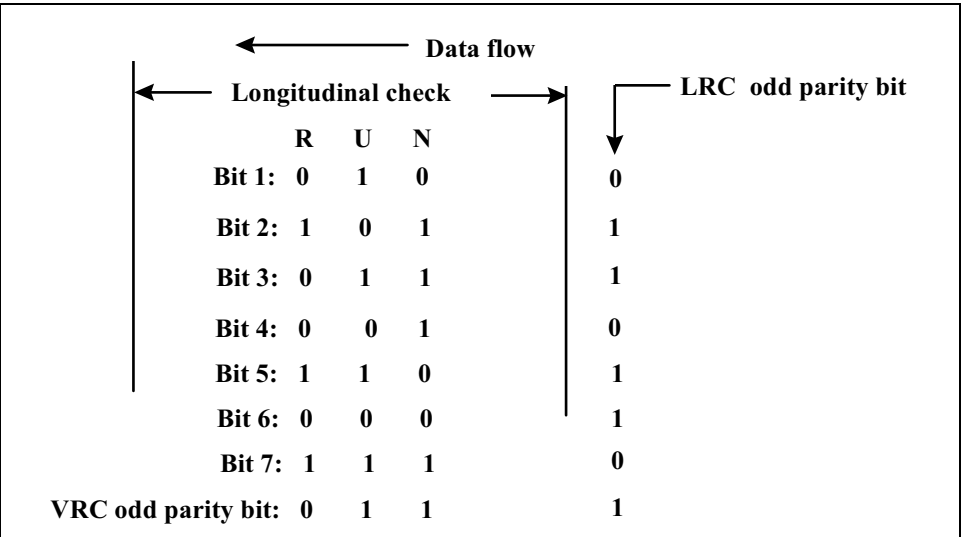 Data flow
Longitudinal check
LRC odd parity bit
R U N
Bit 1: 0 1 0 0
Bit 2: 1 0 1 1
Bit 3: 0 1 1 1
Bit 4: 0 0 1 0
Bit 5: 1 1 0 1
Bit 6: 0 0 0 1
Bit 7: 1 1 1 0
VRC odd parity bit: 0 1 1 1